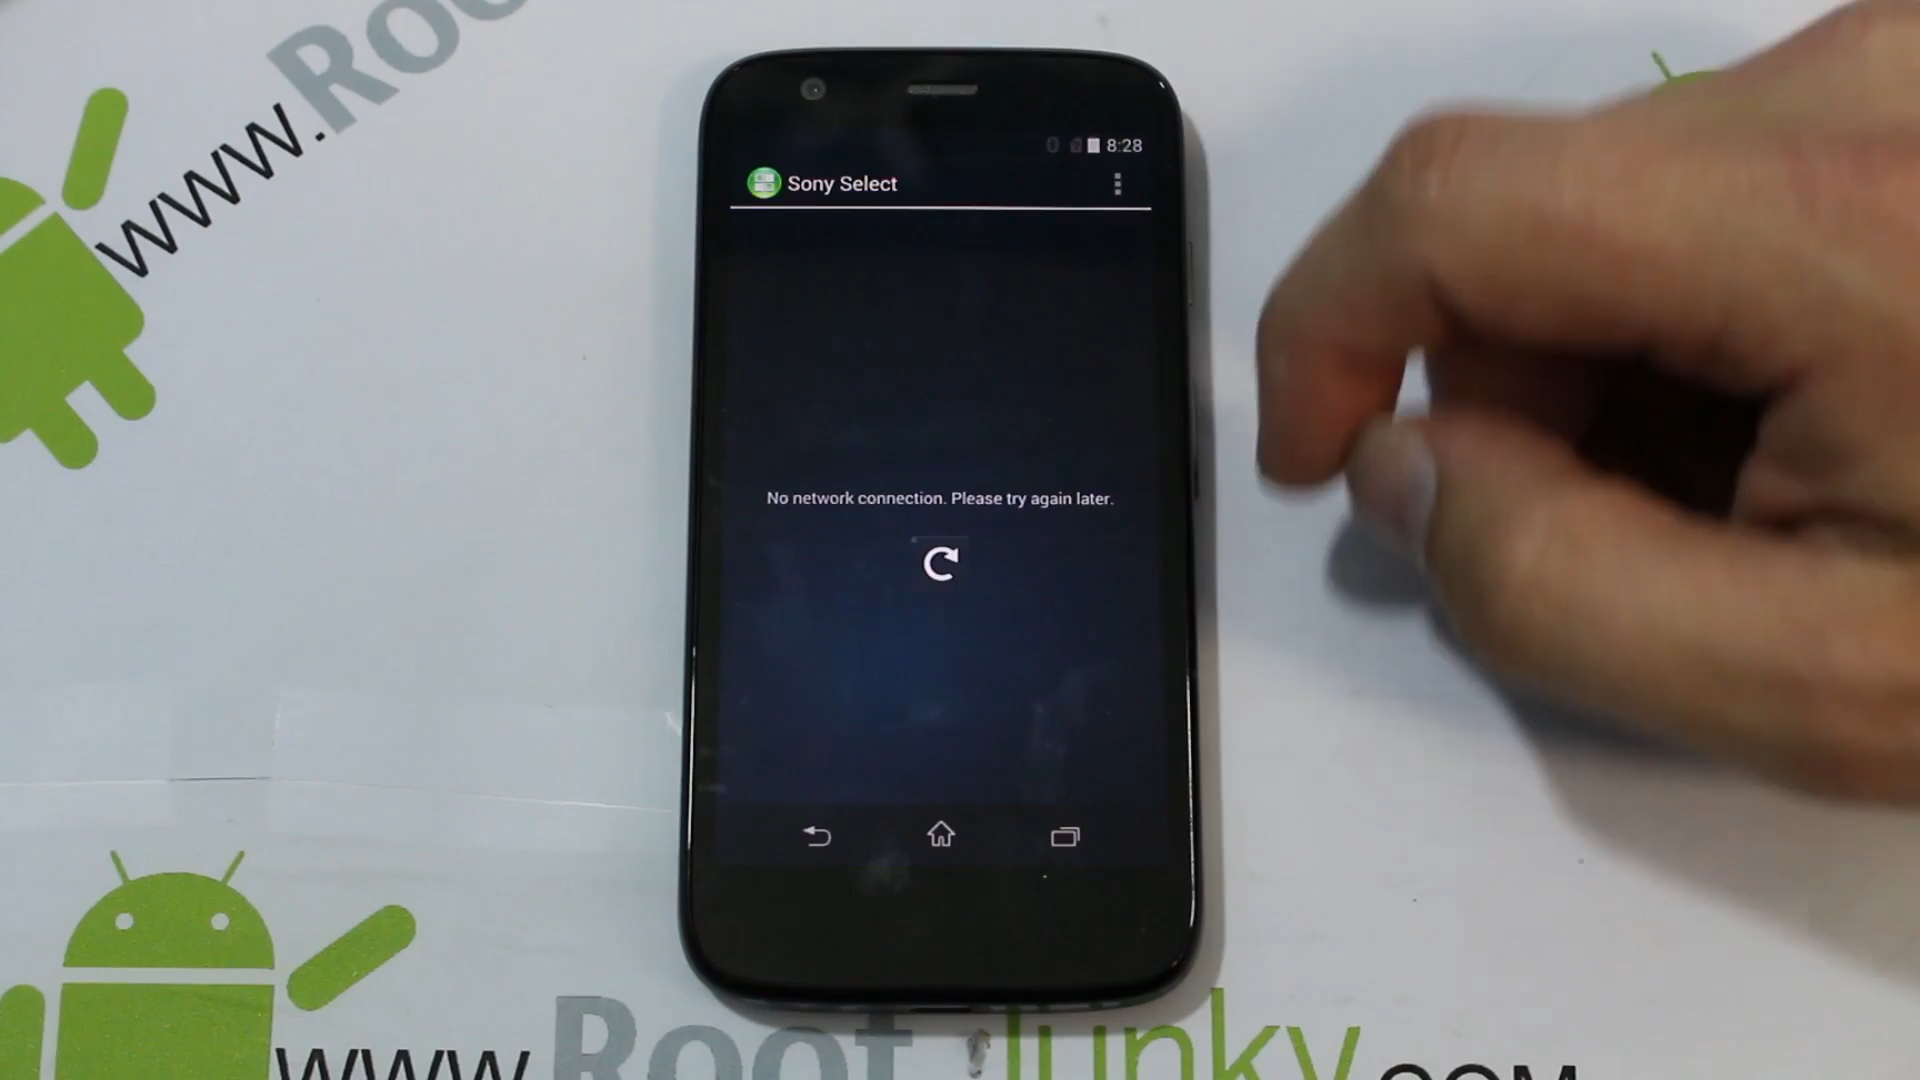 www.Roo
8:28
Sony Select
No network connection. Please try again later.
www.RootJunky.com